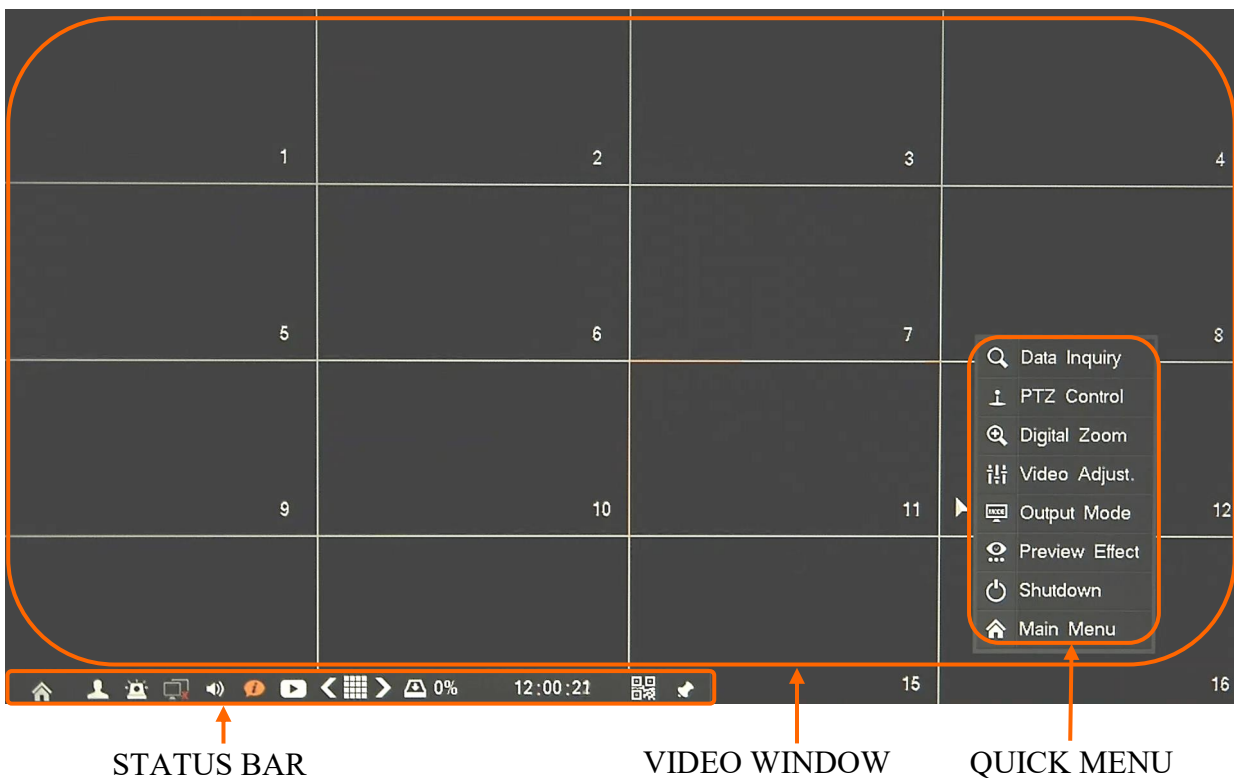 1 2 3 4
5 6 7 8
Data Inquiry
PTZ Control
Digital Zoom
Video Adjust.
9 10 11 12
MODE Output Mode
Preview Effect
Shutdown
Main Menu
i 0% 12:00:21 15 16
STATUS BAR VIDEO WINDOW QUICK MENU